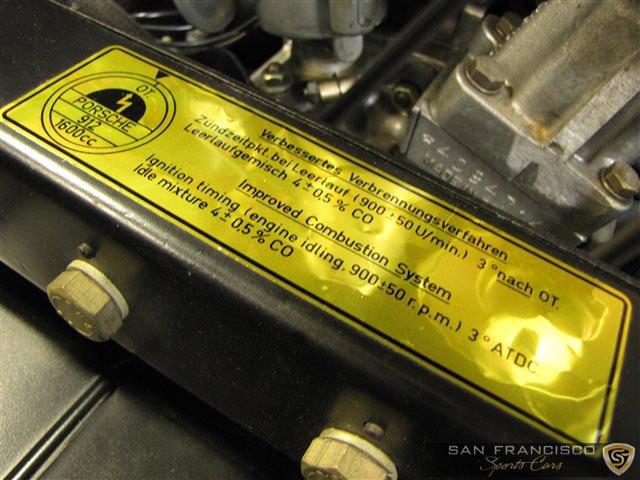 OT
PORSCHE
912
1600cc
Verbessertes Verbrennungsverfahren
Zündzeitpkt. bei Leerlauf (900±50 U/min.) 3° nach OT.
Leerlaufgemisch 4±0.5 % CO
Improved Combustion System
Ignition timing (engine idling. 900±50 r.p.m.) 3° ATDC.
idle mixture 4±0.5 % CO
SAN FRANCISCO
Sports Cars